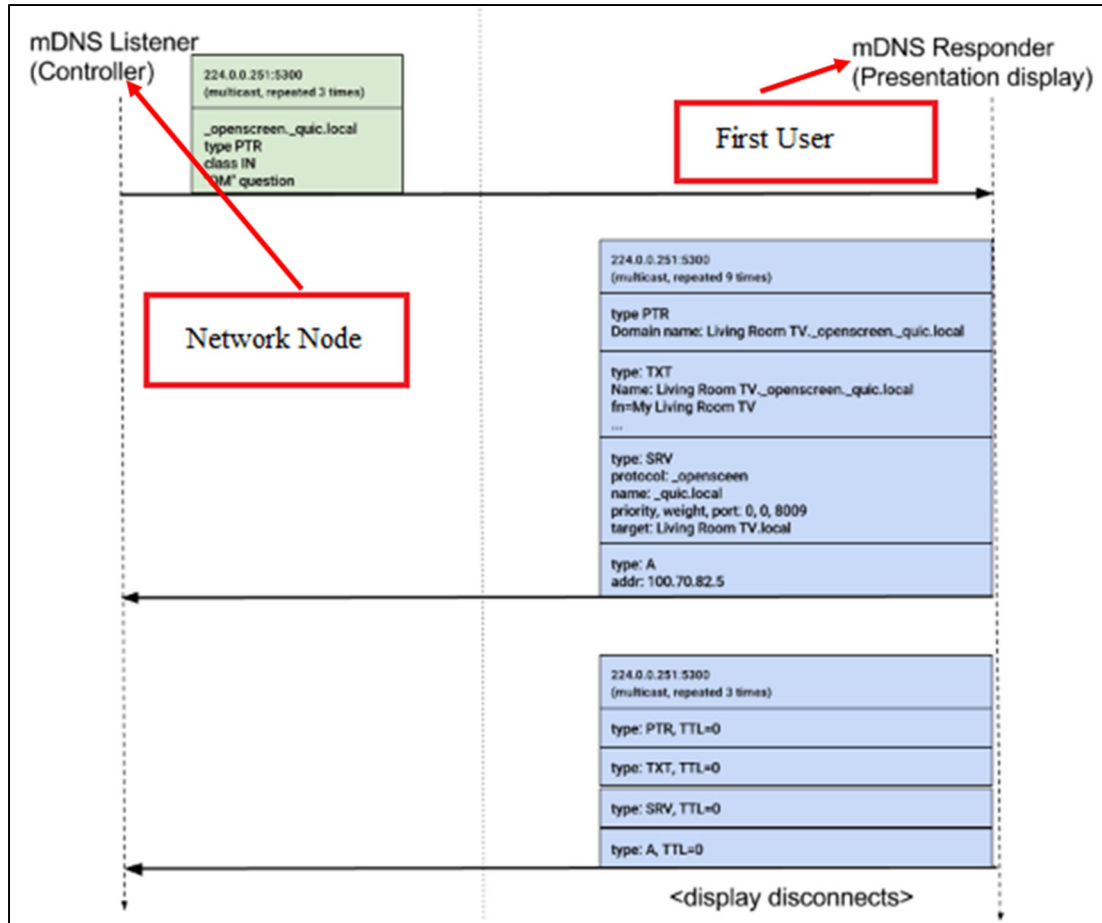 mDNS Listener
(Controller)
mDNS Responder
(Presentation display)
224.0.0.251:5300
(multicast, repeated 3 times)
_openscreen._quic.local
type PTR
class IN
QM" question
First User
Network Node
224.0.0.251:5300
(multicast, repeated 9 times)
type PTR
Domain name: Living Room TV._openscreen._quic.local
type: TXT
Name: Living Room TV._openscreen._quic.local
fn=My Living Room TV
...
type: SRV
protocol: _opensceen
name: _quic.local
priority, weight, port: 0, 0, 8009
target: Living Room TV.local
type: A
addr: 100.70.82.5
224.0.0.251:5300
(multicast, repeated 3 times)
type: PTR, TTL=0
type: TXT, TTL=0
type: SRV, TTL=0
type: A, TTL=0
<display disconnects>